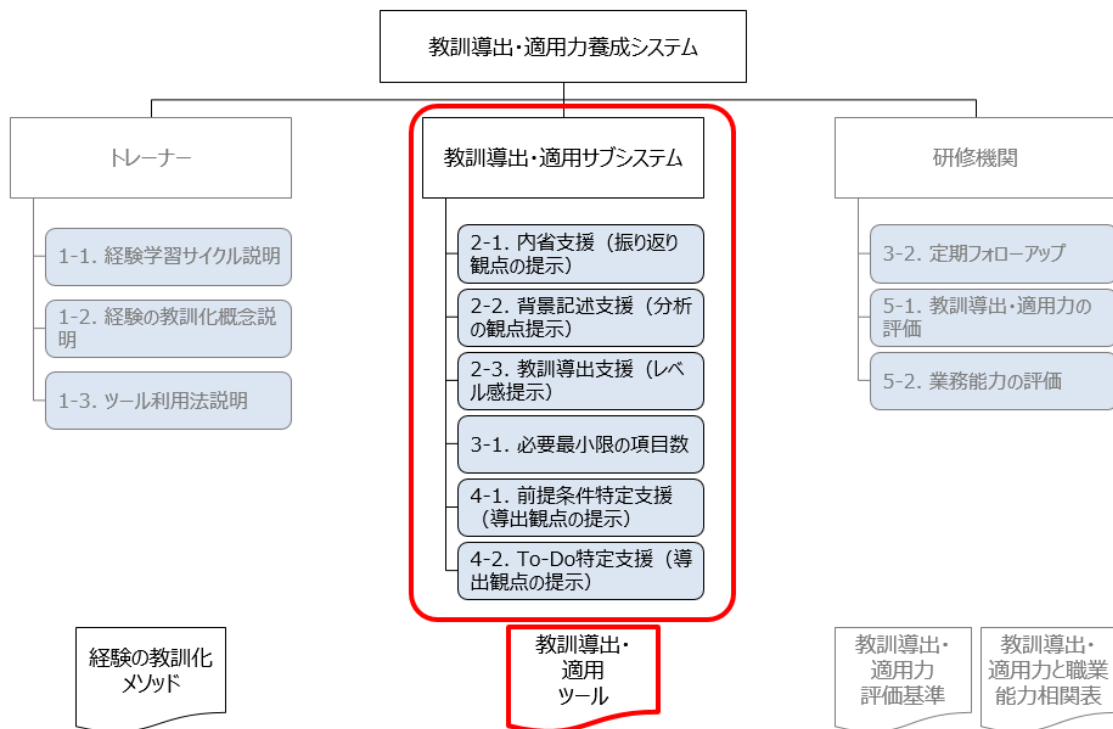 教訓導出・適用力養成システム
トレーナー
1-1. 経験学習サイクル説明
1-2. 経験の教訓化概念説
明
1-3. ツール利用法説明
教訓導出・適用サブシステム
2-1. 内省支援（振り返り
観点の提示）
2-2. 背景記述支援（分析
の観点提示）
2-3. 教訓導出支援（レベ
ル感提示）
3-1. 必要最小限の項目数
4-1. 前提条件特定支援
（導出観点の提示）
4-2. To-Do特定支援（導
出観点の提示）
研修機関
3-2. 定期フォローアップ
5-1. 教訓導出・適用力の
評価
5-2. 業務能力の評価
経験の教訓化
メソッド
教訓導出・
適用
ツール
教訓導出・
適用力
評価基準
教訓導出・
適用力と職業
能力相関表